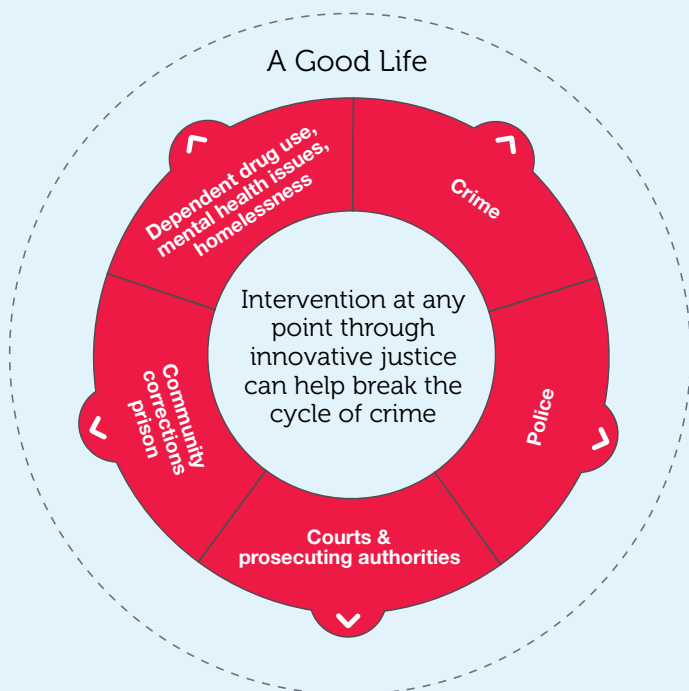 A Good Life
Dependent drug use,
mental health issues,
homelessness
Crime
Intervention at any
point through
innovative justice
can help break the
cycle of crime
Community
corrections
prison
Police
Courts &
prosecuting authorities